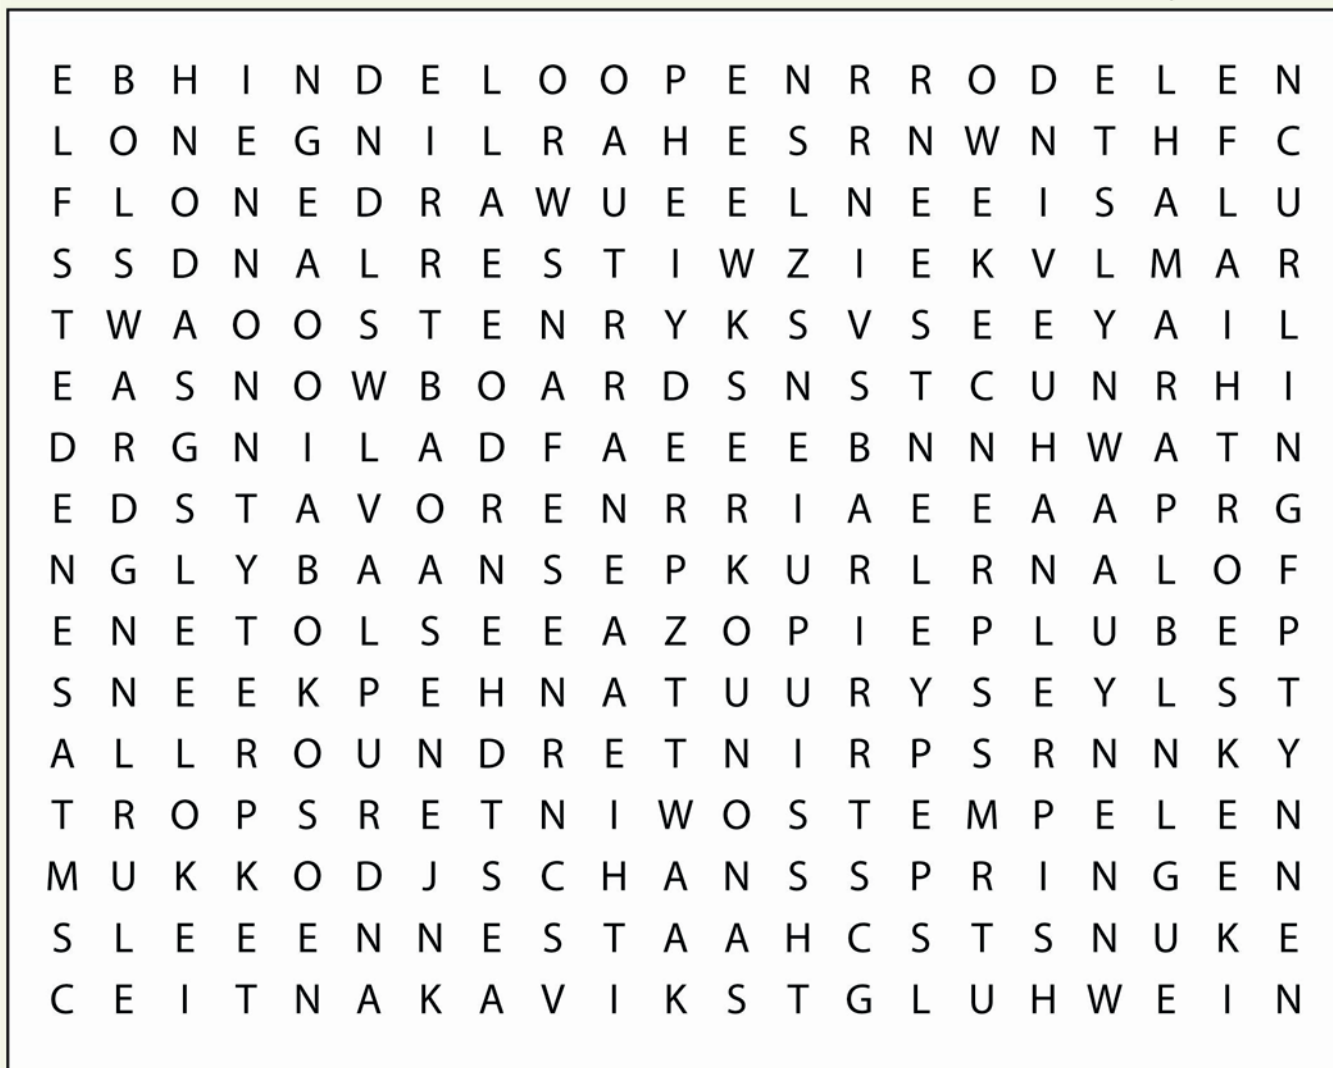 E B H I N D E L O O P E N R R O D E L E N
L O N E G N I L R A H E S R N W N T H F C
F L O N E D R A W U E E L N E E I S A L U
S S D N A L R E S T I W Z I E K V L M A R
T W A O O S T E N R Y K S V S E E Y A I L
E A S N O W B O A R D S N S T C U N R H I
D R G N I L A D F A E E E B N N H W A T N
E D S T A V O R E N R R I A E E A A P R G
N G L Y B A A N S E P K U R L R N A L O F
E N E T O L S E E A Z O P I E P L U B E P
S N E E K P E H N A T U U R Y S E Y L S T
A L L R O U N D R E T N I R P S R N N K Y
T R O P S R E T N I W O S T E M P E L E N
M U K K O D J S C H A N S S P R I N G E N
S L E E E N N E S T A A H C S T S N U K E
C E I T N A K A V I K S T G L U H W E I N